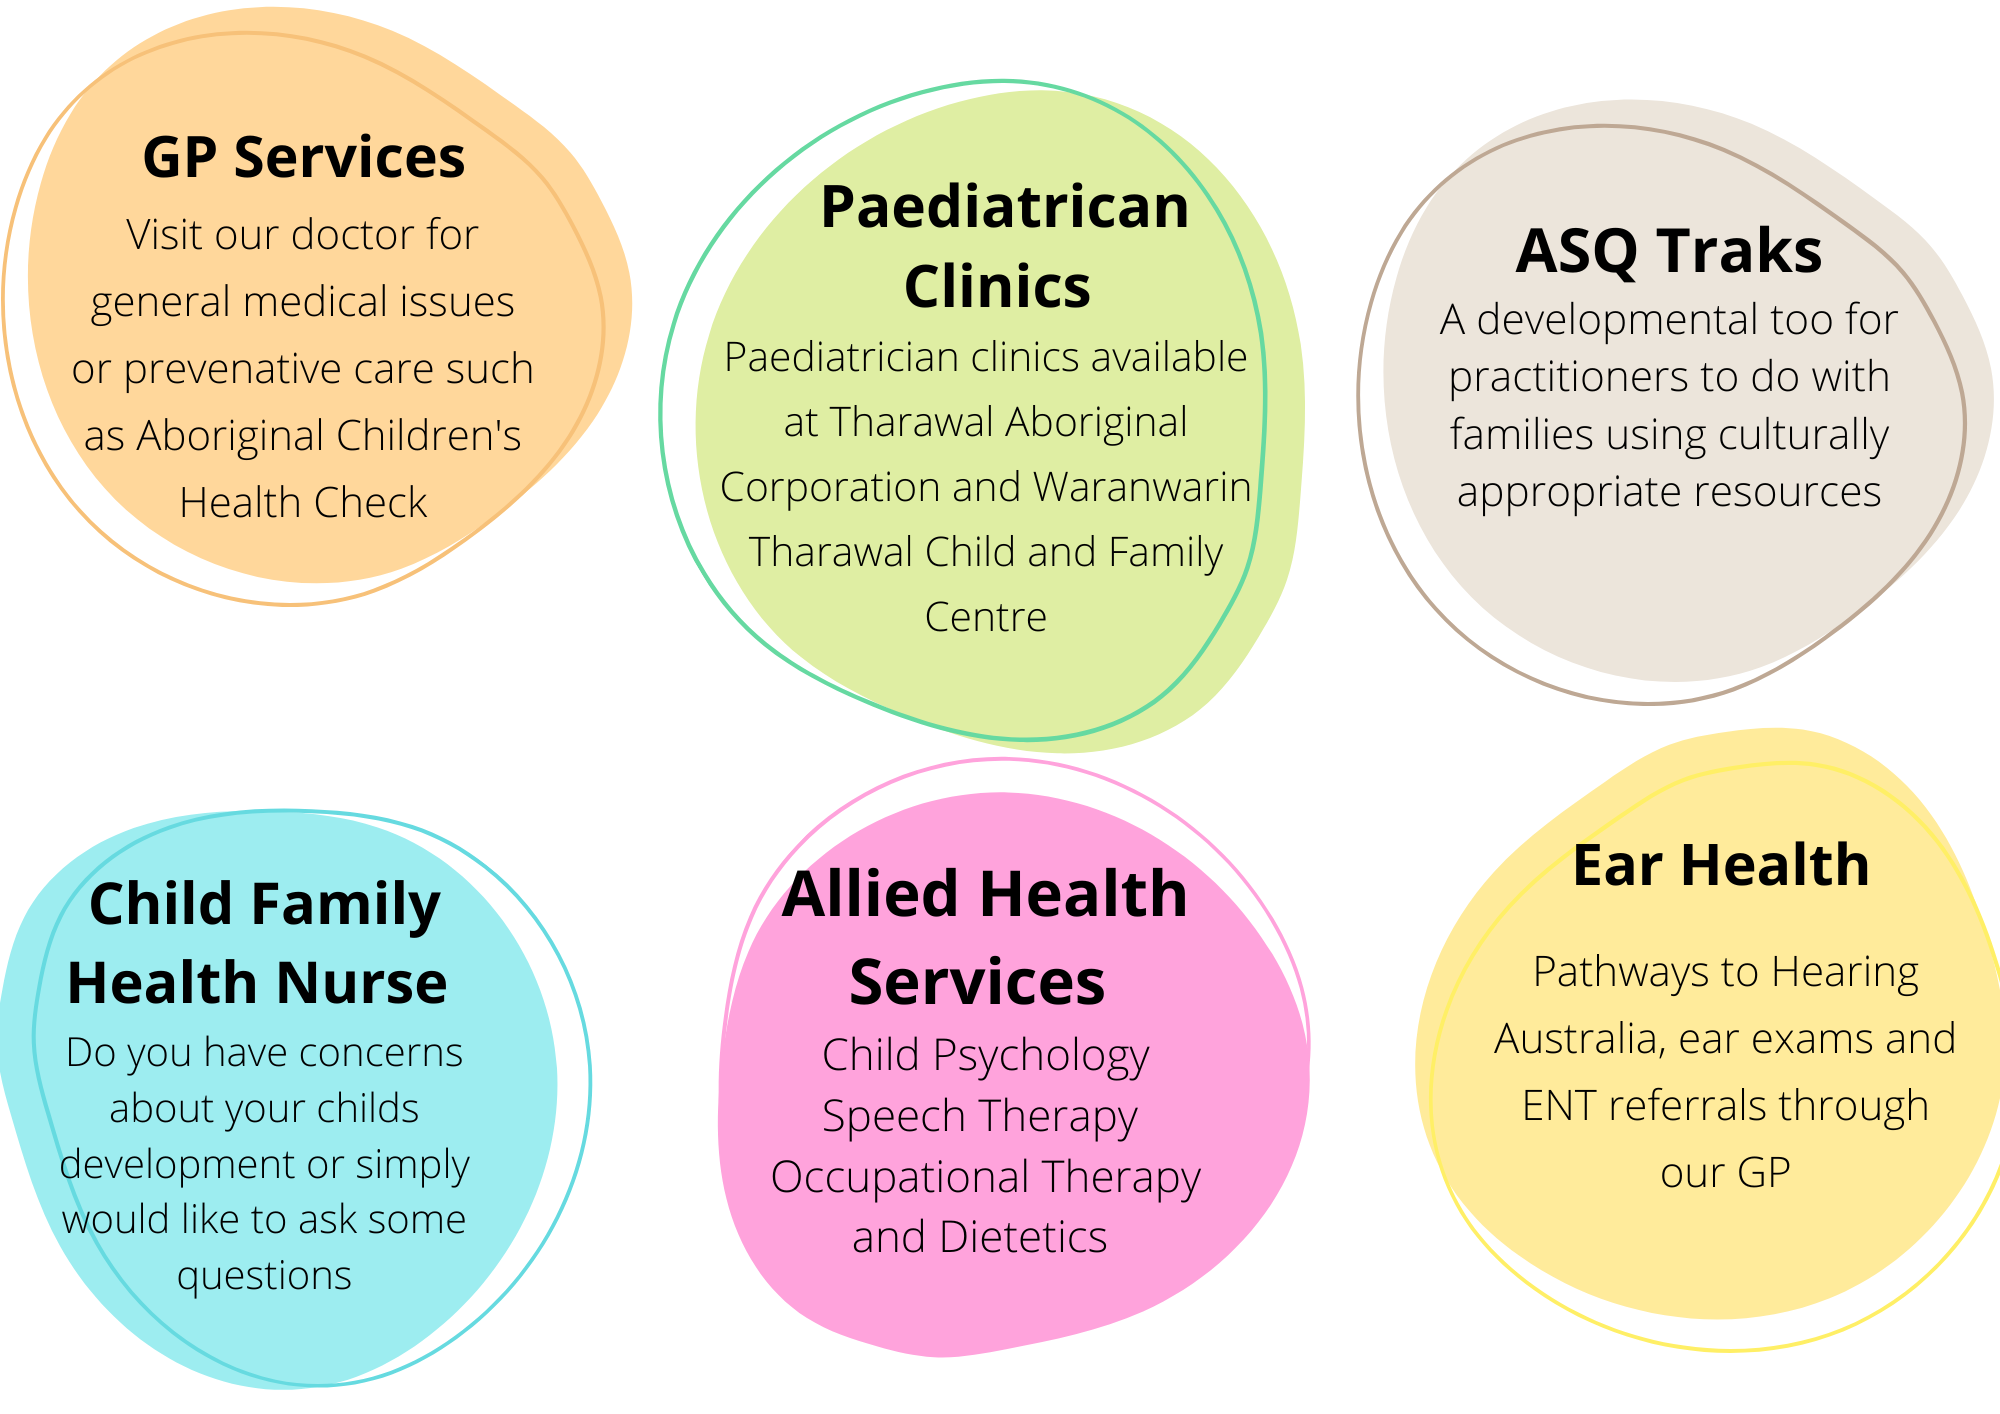 GP Services
Visit our doctor for
general medical issues
or prevenative care such
as Aboriginal Children's
Health Check
Paediatrican
Clinics
Paediatrician clinics available
at Tharawal Aboriginal
Corporation and Waranwarin
Tharawal Child and Family
Centre
ASQ Traks
A developmental too for
practitioners to do with
families using culturally
appropriate resources
Child Family
Health Nurse
Do you have concerns
about your childs
development or simply
would like to ask some
questions
Allied Health
Services
Child Psychology
Speech Therapy
Occupational Therapy
and Dietetics
Ear Health
Pathways to Hearing
Australia, ear exams and
ENT referrals through
our GP